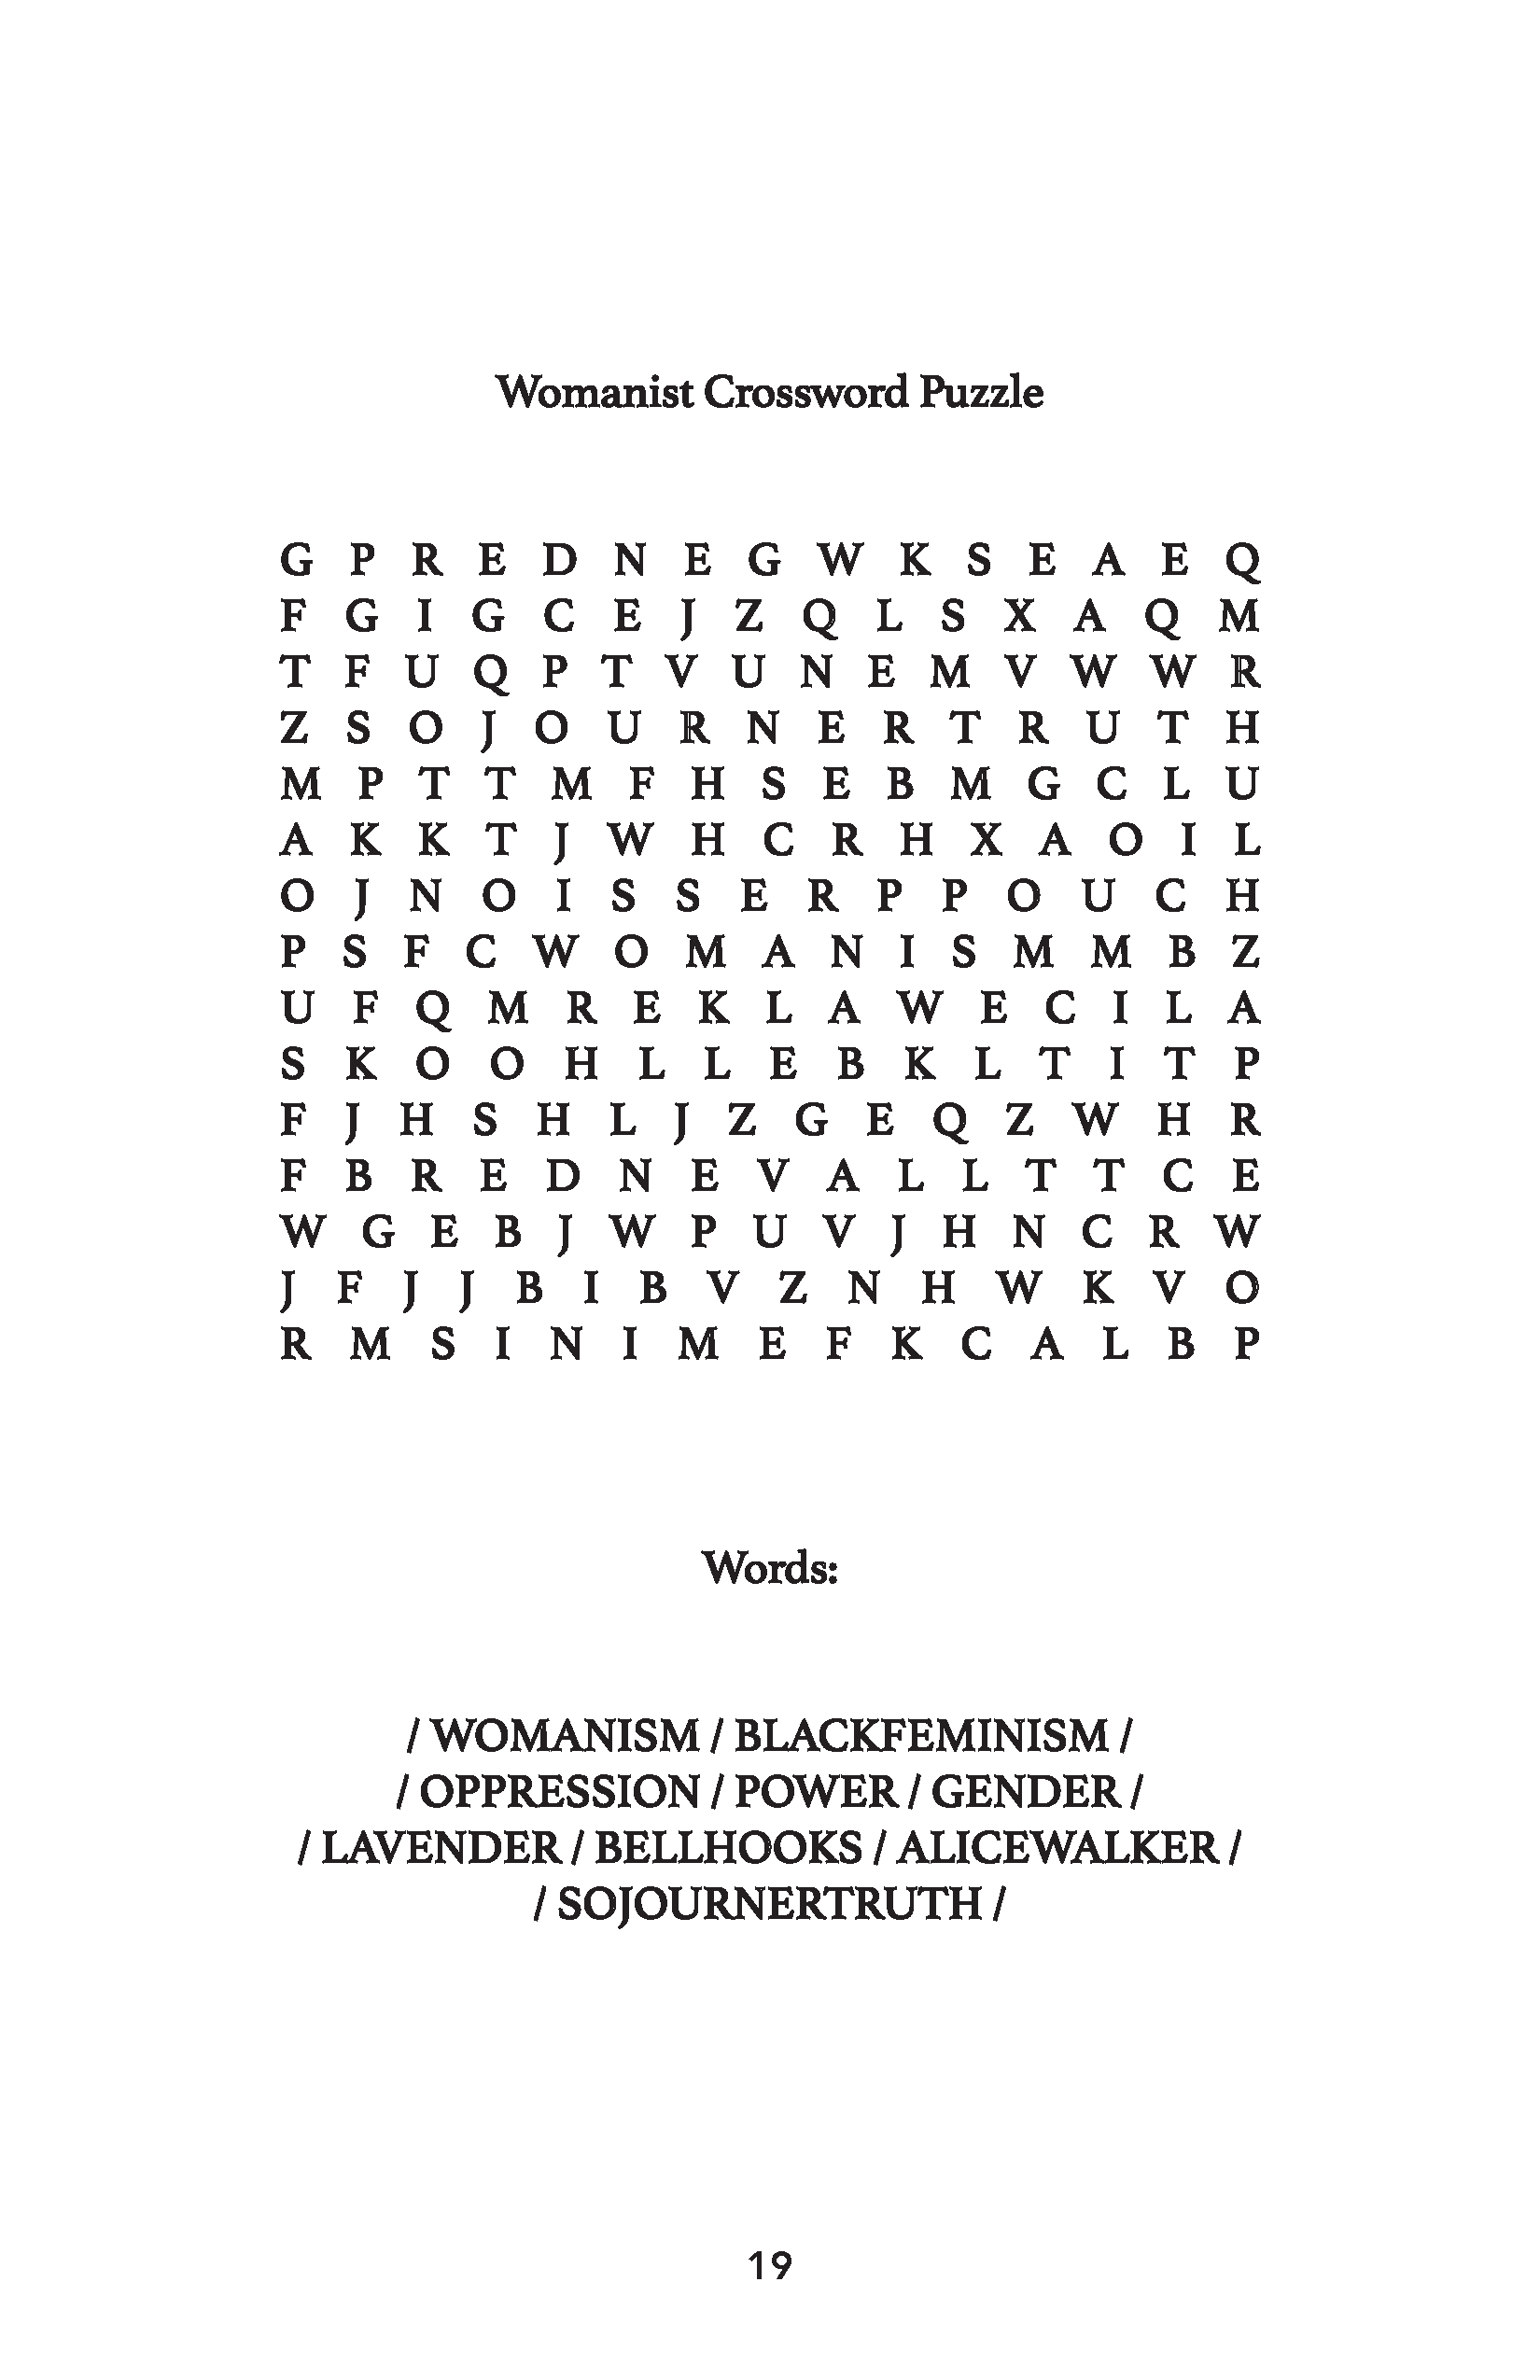 Womanist Crossword Puzzle
G P R E D N E G W K S E A E Q
F G I G C E J Z Q L S X A Q M
T F U Q P T V U N E M V W W R
Z S O J O U R N E R T R U T H
M P T T M F H S E B M G C L U
A K K T J W H C R H X A O I L
O J N O I S S E R P P O U C H
P S F C W O M A N I S M M B Z
U F Q M R E K L A W E C I L A
S K O O H L L E B K L T I T P
F J H S H L J Z G E Q Z W H R
F B R E D N E V A L L T T C E
W G E B J W P U V J H N C R W
J F J J B I B V Z N H W K V O
R M S I N I M E F K C A L B P
Words:
/ WOMANISM / BLACKFEMINISM /
/ OPPRESSION / POWER / GENDER /
/ LAVENDER / BELLHOOKS / ALICEWALKER /
/ SOJOURNERTRUTH /
19